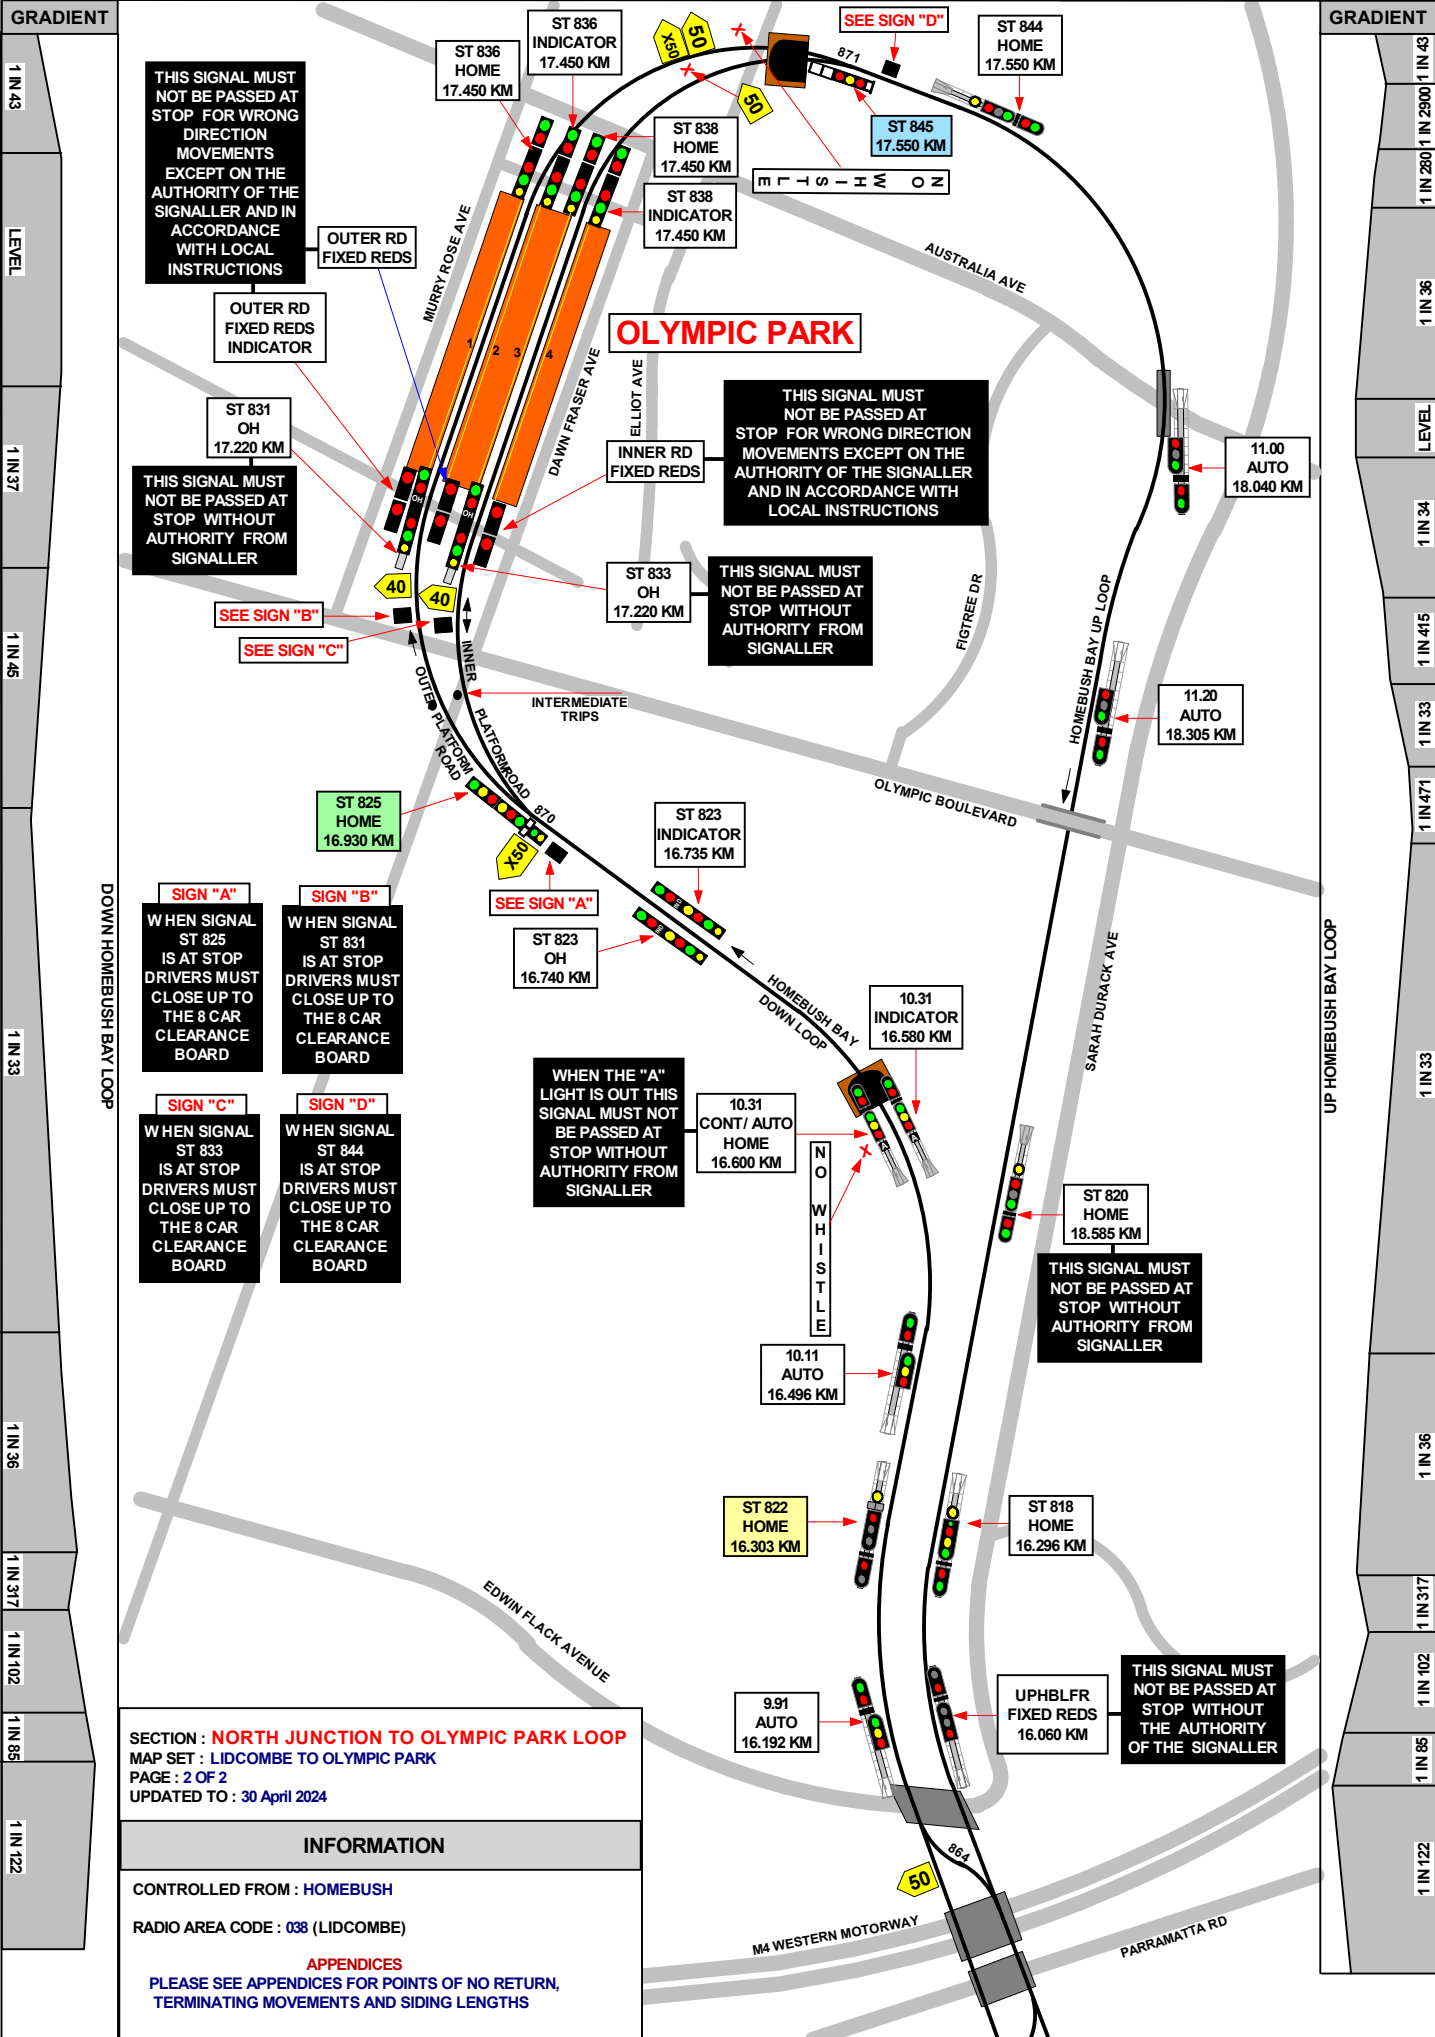 GRADIENT
GRADIENT
1 IN 43
LEVEL
1 IN 37
1 IN 45
1 IN 33
1 IN 36
1 IN 317
1 IN 102
1 IN 85
1 IN 122
DOWN HOMEBUSH BAY LOOP
THIS SIGNAL MUST
NOT BE PASSED AT
STOP FOR WRONG
DIRECTION
MOVEMENTS
EXCEPT ON THE
AUTHORITY OF THE
SIGNALLER AND IN
ACCORDANCE
WITH LOCAL
INSTRUCTIONS
ST 836
HOME
17.450 KM
ST 836
INDICATOR
17.450 KM
X50
50
50
SEE SIGN "D"
871
ST 844
HOME
17.550 KM
ST 845
17.550 KM
ST 838
HOME
17.450 KM
ST 838
INDICATOR
17.450 KM
NO WHISTLE
OUTER RD
FIXED REDS
OUTER RD
FIXED REDS
INDICATOR
MURRY ROSE AVE
AUSTRALIA AVE
OLYMPIC PARK
1
2
3
4
ELLIOT AVE
DAWN FRASER AVE
ST 831
OH
17.220 KM
THIS SIGNAL MUST
NOT BE PASSED AT
STOP WITHOUT
AUTHORITY FROM
SIGNALLER
INNER RD
FIXED REDS
THIS SIGNAL MUST
NOT BE PASSED AT
STOP FOR WRONG DIRECTION
MOVEMENTS EXCEPT ON THE
AUTHORITY OF THE SIGNALLER
AND IN ACCORDANCE WITH
LOCAL INSTRUCTIONS
11.00
AUTO
18.040 KM
OH
OH
40
40
ST 833
OH
17.220 KM
THIS SIGNAL MUST
NOT BE PASSED AT
STOP WITHOUT
AUTHORITY FROM
SIGNALLER
SEE SIGN "B"
SEE SIGN "C"
FIGTREE DR
HOMEBUSH BAY UP LOOP
OUTER PLATFORM
ROAD
INNER
PLATFORM ROAD
INTERMEDIATE
TRIPS
11.20
AUTO
18.305 KM
OLYMPIC BOULEVARD
ST 825
HOME
16.930 KM
870
X50
SEE SIGN "A"
ST 823
INDICATOR
16.735 KM
IND
ST 823
OH
16.740 KM
HOMEBUSH BAY
DOWN LOOP
SARAH DURACK AVE
SIGN "A"
WHEN SIGNAL
ST 825
IS AT STOP
DRIVERS MUST
CLOSE UP TO
THE 8 CAR
CLEARANCE
BOARD
SIGN "B"
WHEN SIGNAL
ST 831
IS AT STOP
DRIVERS MUST
CLOSE UP TO
THE 8 CAR
CLEARANCE
BOARD
SIGN "C"
WHEN SIGNAL
ST 833
IS AT STOP
DRIVERS MUST
CLOSE UP TO
THE 8 CAR
CLEARANCE
BOARD
SIGN "D"
WHEN SIGNAL
ST 844
IS AT STOP
DRIVERS MUST
CLOSE UP TO
THE 8 CAR
CLEARANCE
BOARD
10.31
INDICATOR
16.580 KM
WHEN THE "A"
LIGHT IS OUT THIS
SIGNAL MUST NOT
BE PASSED AT
STOP WITHOUT
AUTHORITY FROM
SIGNALLER
10.31
CONT/ AUTO
HOME
16.600 KM
A
A
NO WHISTLE
ST 820
HOME
18.585 KM
THIS SIGNAL MUST
NOT BE PASSED AT
STOP WITHOUT
AUTHORITY FROM
SIGNALLER
10.11
AUTO
16.496 KM
ST 822
HOME
16.303 KM
ST 818
HOME
16.296 KM
EDWIN FLACK AVENUE
9.91
AUTO
16.192 KM
UPHBLFR
FIXED REDS
16.060 KM
THIS SIGNAL MUST
NOT BE PASSED AT
STOP WITHOUT
THE AUTHORITY
OF THE SIGNALLER
864
50
M4 WESTERN MOTORWAY
PARRAMATTA RD
SECTION : NORTH JUNCTION TO OLYMPIC PARK LOOP
MAP SET : LIDCOMBE TO OLYMPIC PARK
PAGE : 2 OF 2
UPDATED TO : 30 April 2024
INFORMATION
CONTROLLED FROM : HOMEBUSH
RADIO AREA CODE : 038 (LIDCOMBE)
APPENDICES
PLEASE SEE APPENDICES FOR POINTS OF NO RETURN,
TERMINATING MOVEMENTS AND SIDING LENGTHS
UP HOMEBUSH BAY LOOP
1 IN 43
1 IN 2900
1 IN 280
1 IN 36
LEVEL
1 IN 34
1 IN 415
1 IN 33
1 IN 471
1 IN 33
1 IN 36
1 IN 317
1 IN 102
1 IN 85
1 IN 122